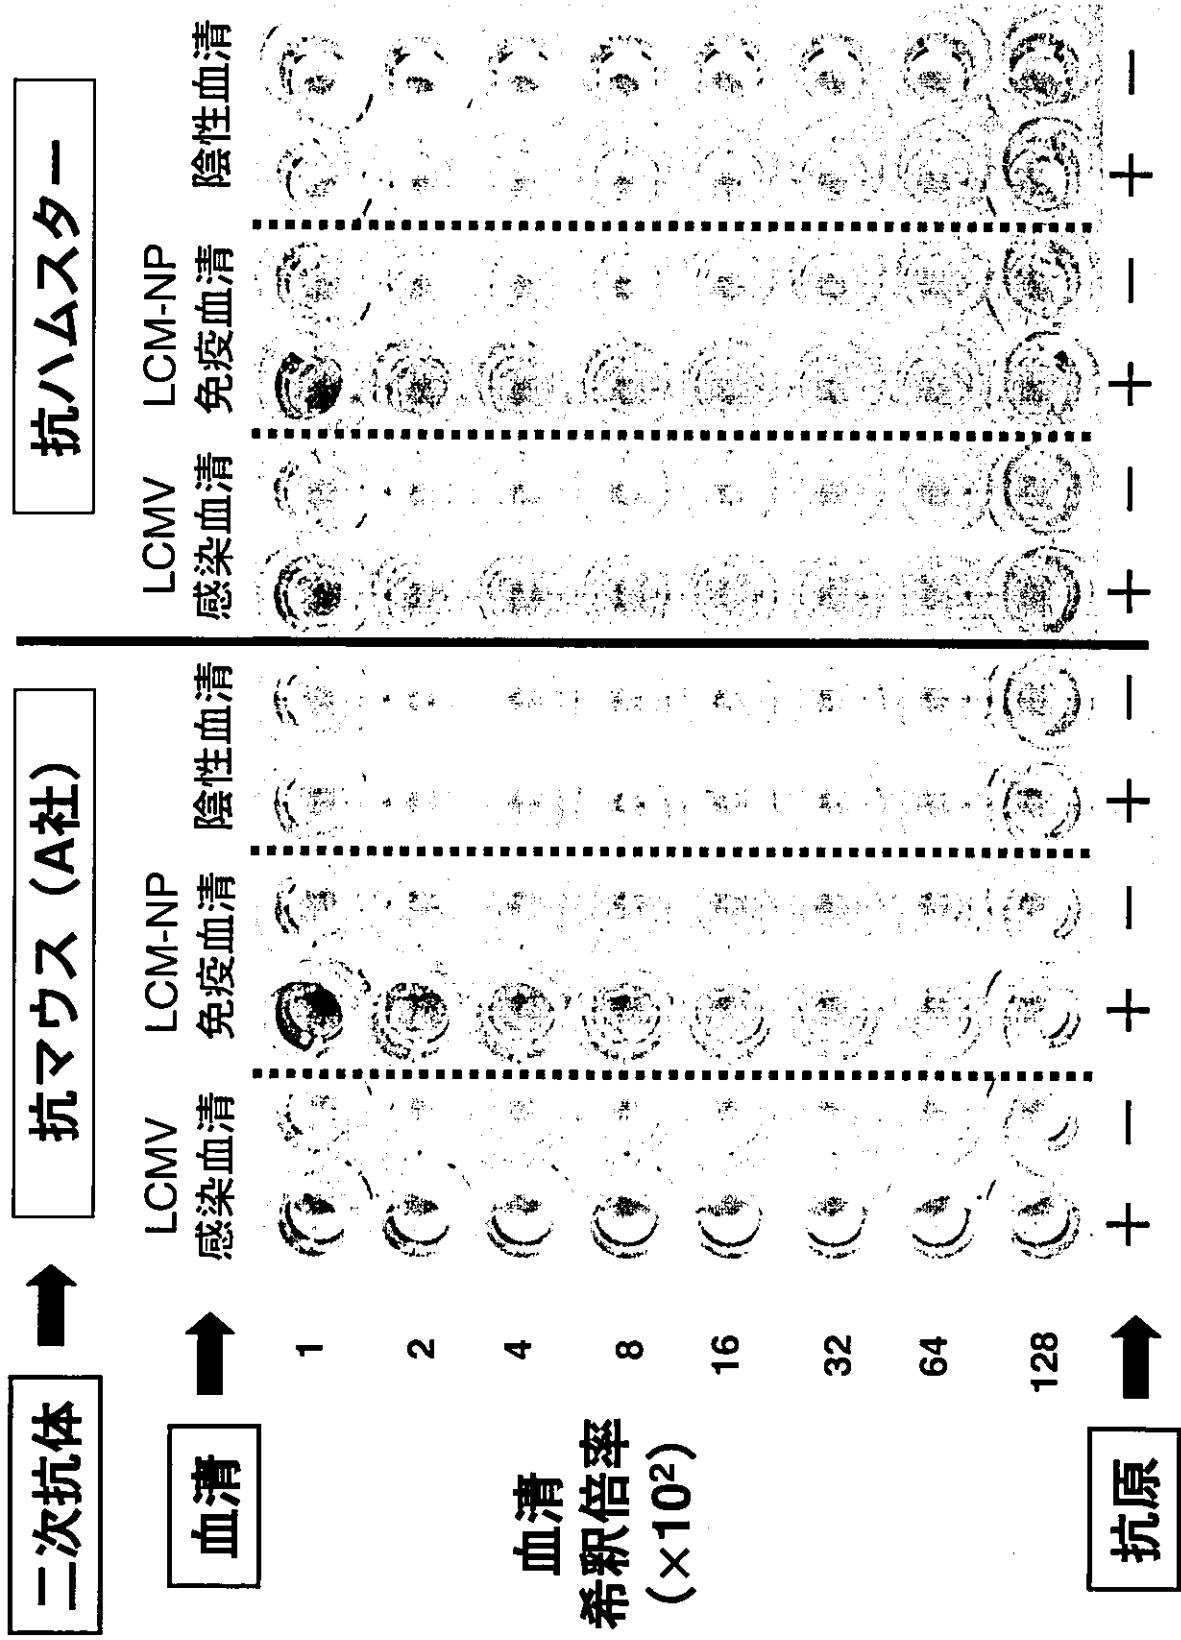 二次抗体
抗マウス (A社)
抗ハムスター
血清
LCMV
感染血清
LCM-NP
免疫血清
陰性血清
LCMV
感染血清
LCM-NP
免疫血清
陰性血清
血清
希釈倍率
(×10²)
1
2
4
8
16
32
64
128
抗原
+ − + − + − + − + − + −